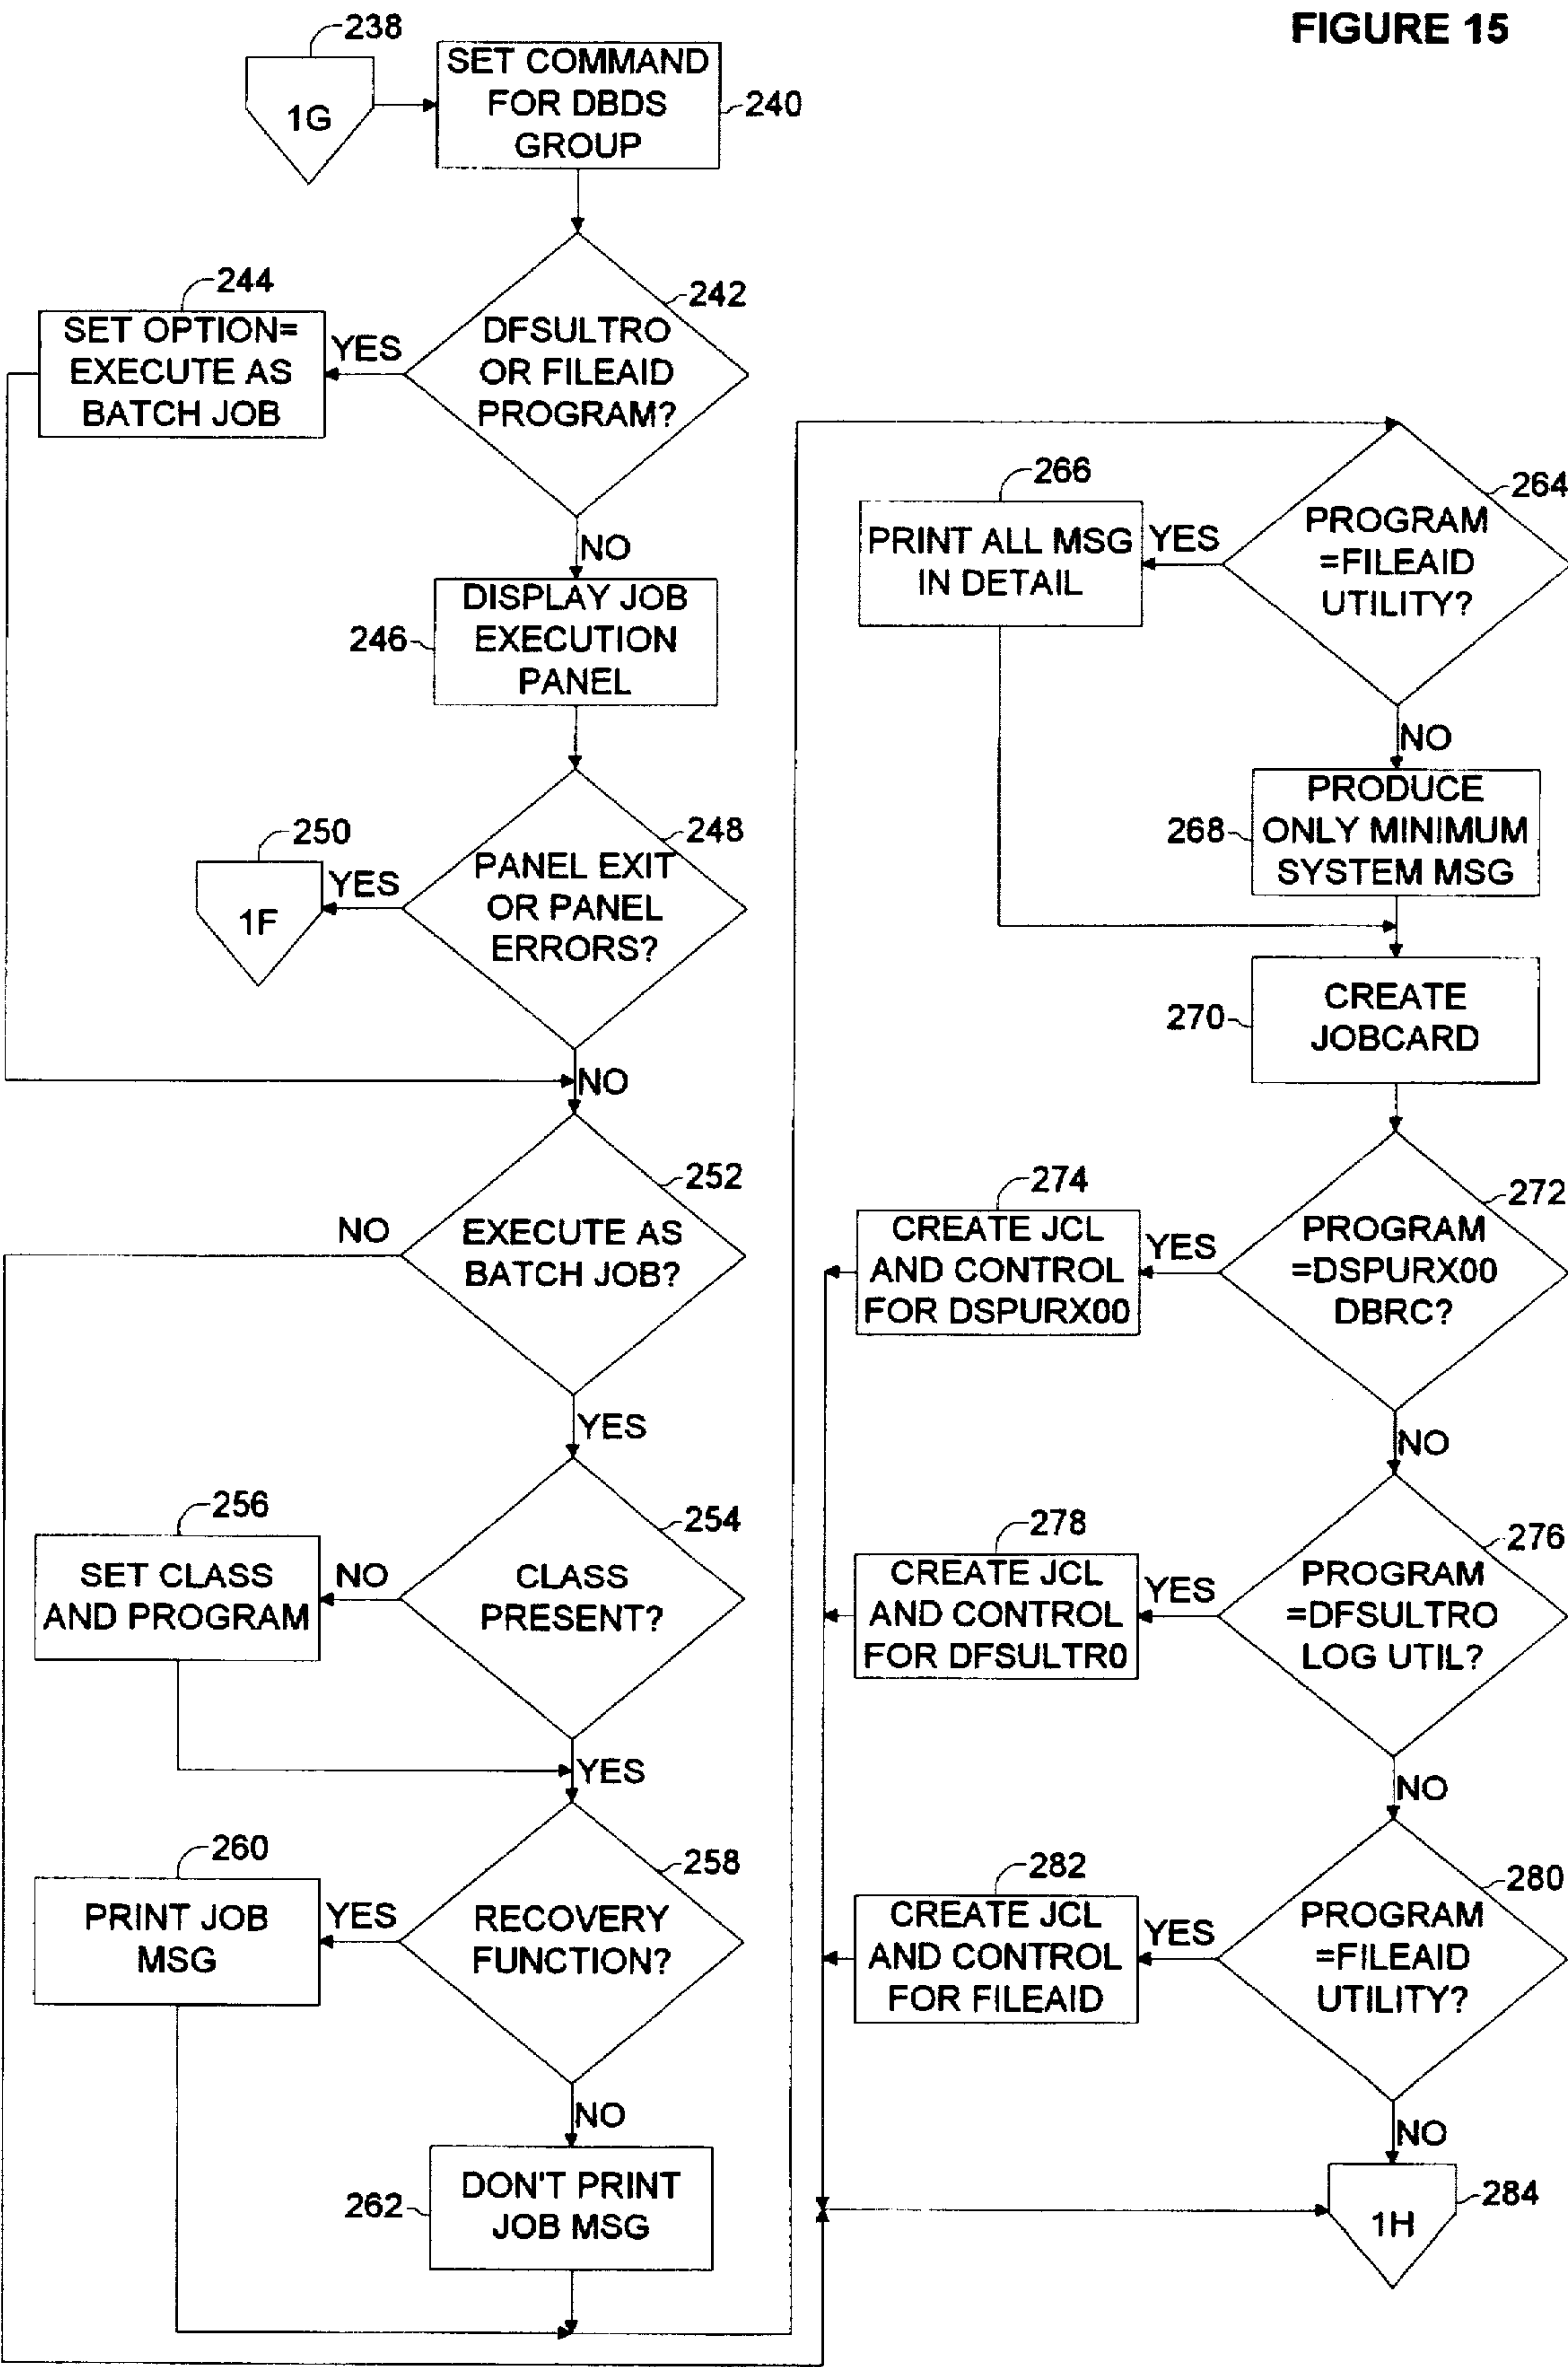 FIGURE 15
238
1G
SET COMMAND
FOR DBDS
GROUP
240
242
DFSULTRO
OR FILEAID
PROGRAM?
YES
244
SET OPTION=
EXECUTE AS
BATCH JOB
NO
246
DISPLAY JOB
EXECUTION
PANEL
248
PANEL EXIT
OR PANEL
ERRORS?
YES
250
1F
NO
252
EXECUTE AS
BATCH JOB?
NO
YES
254
CLASS
PRESENT?
NO
256
SET CLASS
AND PROGRAM
YES
258
RECOVERY
FUNCTION?
YES
260
PRINT JOB
MSG
NO
262
DON'T PRINT
JOB MSG
264
PROGRAM
=FILEAID
UTILITY?
YES
266
PRINT ALL MSG
IN DETAIL
NO
268
PRODUCE
ONLY MINIMUM
SYSTEM MSG
270
CREATE
JOBCARD
272
PROGRAM
=DSPURX00
DBRC?
YES
274
CREATE JCL
AND CONTROL
FOR DSPURX00
NO
276
PROGRAM
=DFSULTRO
LOG UTIL?
YES
278
CREATE JCL
AND CONTROL
FOR DFSULTR0
NO
280
PROGRAM
=FILEAID
UTILITY?
YES
282
CREATE JCL
AND CONTROL
FOR FILEAID
NO
1H
284